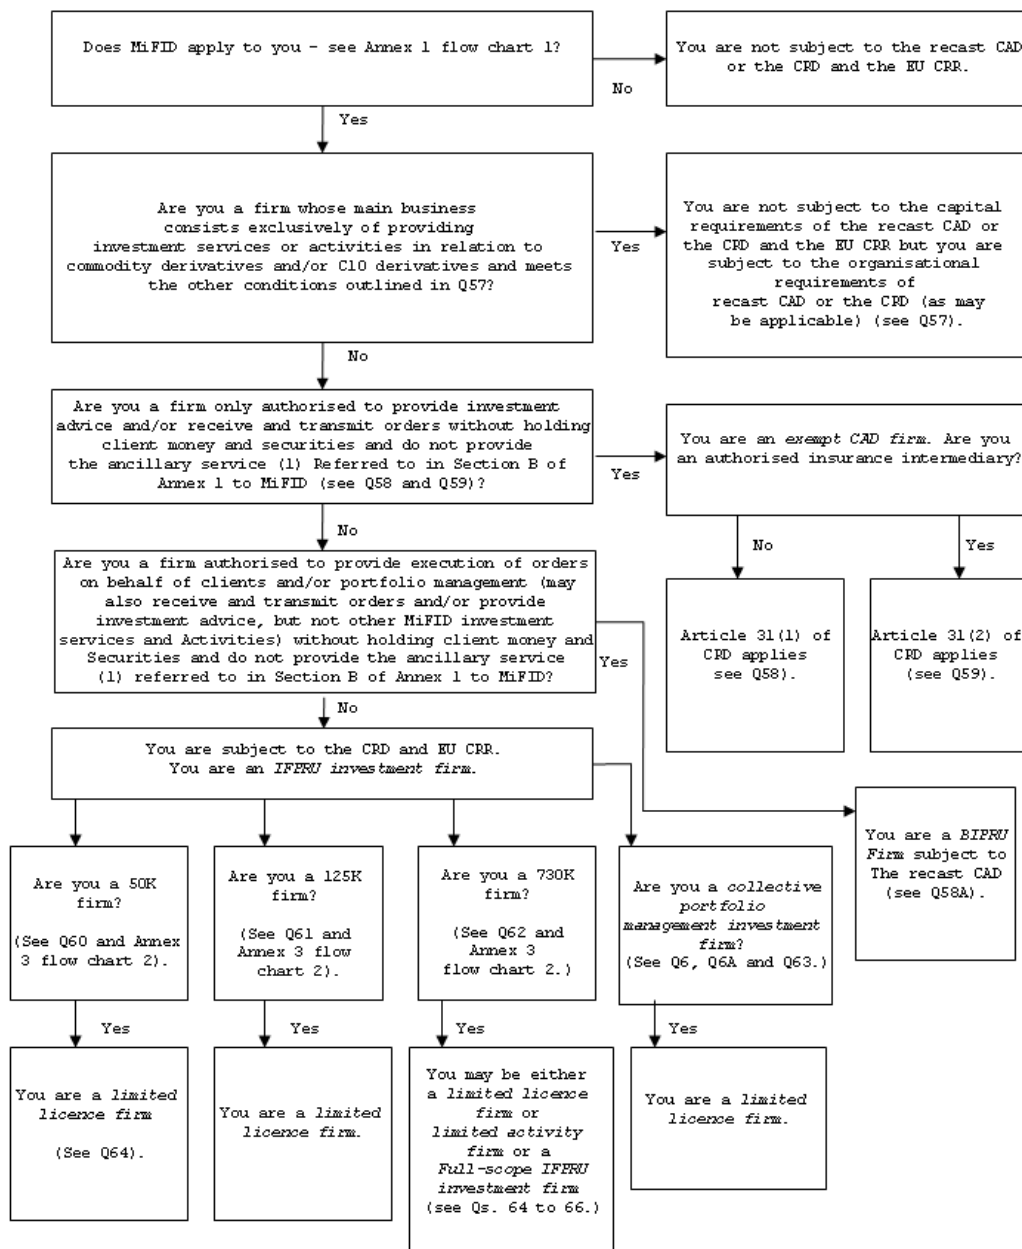 Does MiFID apply to you - see Annex 1 flow chart 1?
You are not subject to the recast CAD
or the CRD and the EU CRR.
No
Yes
Are you a firm whose main business
consists exclusively of providing
investment services or activities in relation to
commodity derivatives and/or C10 derivatives and meets
the other conditions outlined in Q57?
Yes
You are not subject to the capital
requirements of the recast CAD or
the CRD and the EU CRR but you are
subject to the organisational
requirements of
recast CAD or the CRD (as may
be applicable) (see Q57).
No
Are you a firm only authorised to provide investment
advice and/or receive and transmit orders without holding
client money and securities and do not provide
the ancillary service (1) Referred to in Section B of
Annex 1 to MiFID (see Q58 and Q59)?
Yes
You are an exempt CAD firm. Are you
an authorised insurance intermediary?
No
No
Yes
Are you a firm authorised to provide execution of orders
on behalf of clients and/or portfolio management (may
also receive and transmit orders and/or provide
investment advice, but not other MiFID investment
services and Activities) without holding client money and
Securities and do not provide the ancillary service
(1) referred to in Section B of Annex 1 to MiFID?
Yes
Article 31(1) of
CRD applies
see Q58).
Article 31(2) of
CRD applies
(see Q59).
No
You are subject to the CRD and EU CRR.
You are an IFPRU investment firm.
You are a BIPRU
Firm subject to
The recast CAD
(see Q58A).
Are you a 50K
firm?
(See Q60 and Annex
3 flow chart 2).
Are you a 125K
firm?
(See Q61 and
Annex 3 flow
chart 2).
Are you a 730K
firm?
(See Q62 and
Annex 3
flow chart 2.)
Are you a collective
portfolio
management investment
firm?
(See Q6, Q6A and Q63.)
Yes
Yes
Yes
Yes
You are a limited
licence firm
(See Q64).
You are a limited
licence firm.
You may be either
a limited licence
firm or
limited activity
firm or a
Full-scope IFPRU
investment firm
(see Qs. 64 to 66.)
You are a limited
licence firm.